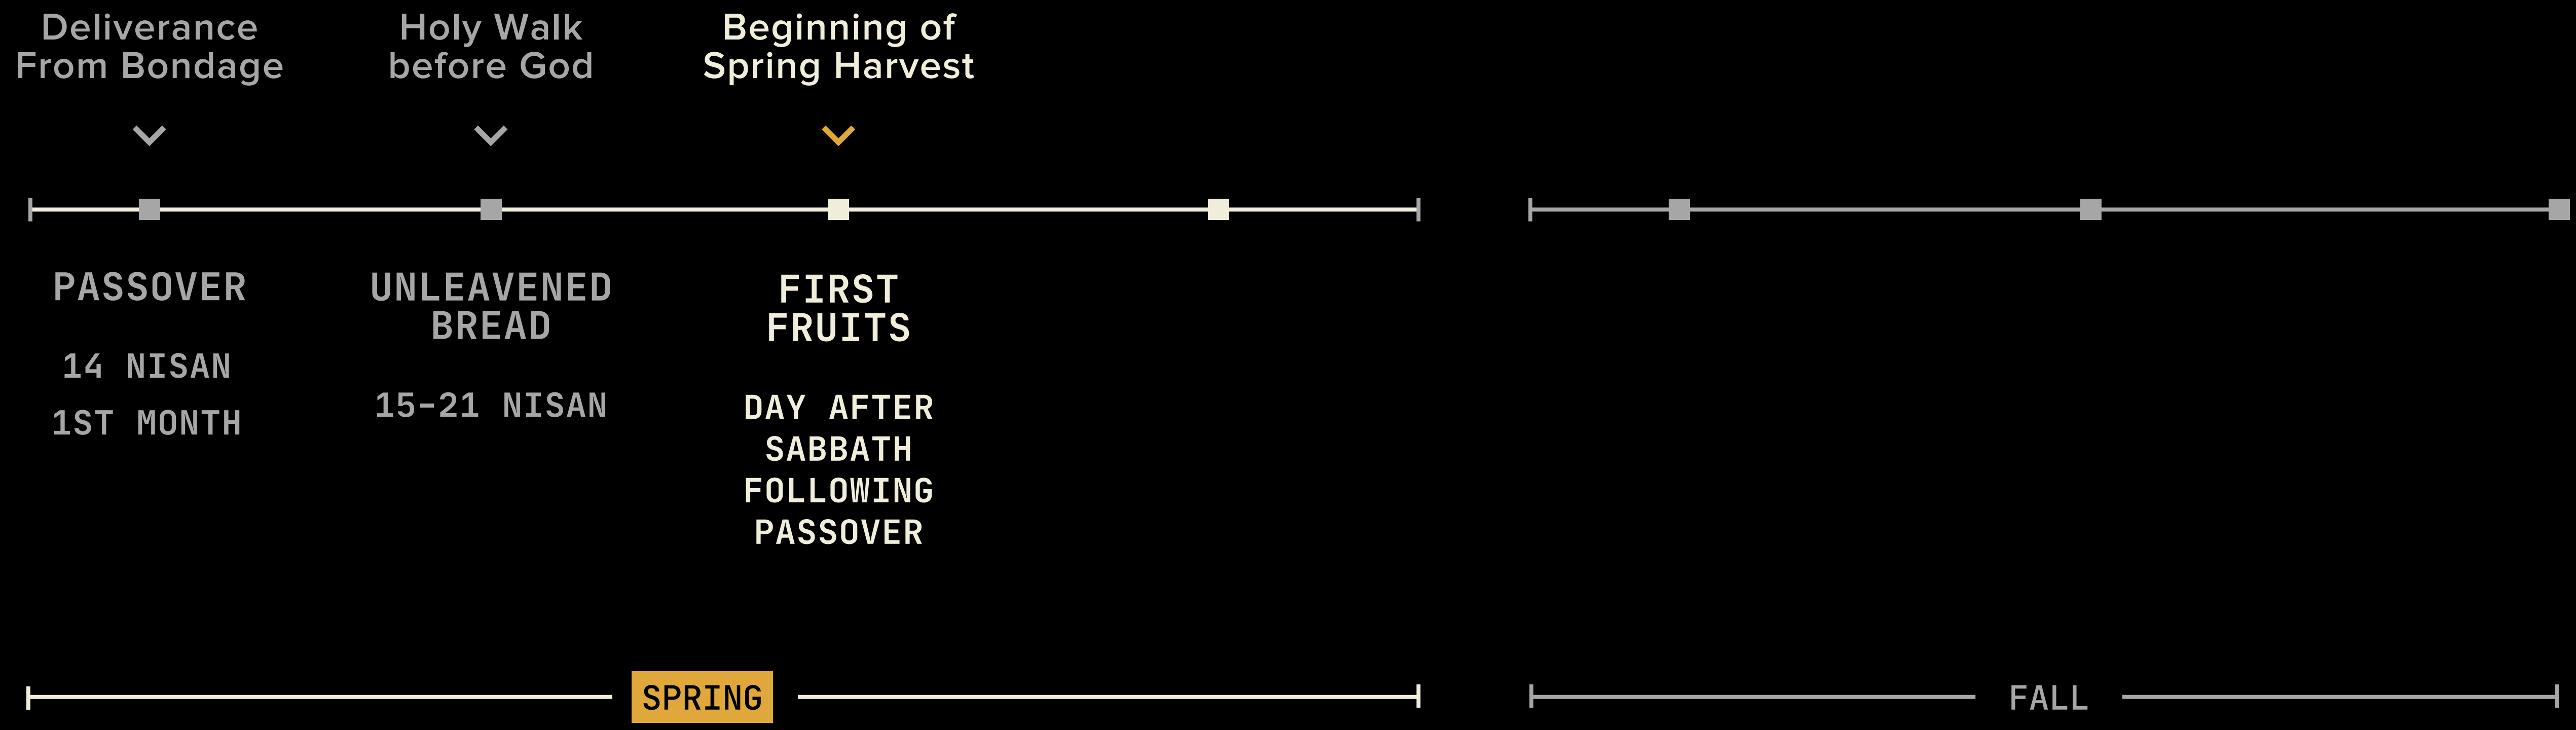 Deliverance
From Bondage
Holy Walk
before God
Beginning of
Spring Harvest
PASSOVER
14 NISAN
1ST MONTH
UNLEAVENED
BREAD
15-21 NISAN
FIRST
FRUITS
DAY AFTER
SABBATH
FOLLOWING
PASSOVER
SPRING
FALL